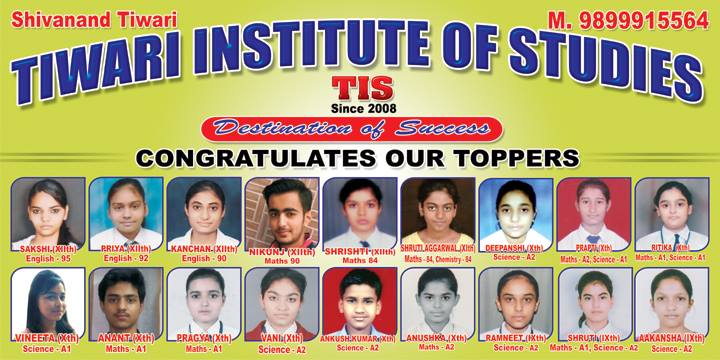 Shivanand Tiwari
M. 9899915564
TIWARI INSTITUTE OF STUDIES
TIS
Since 2008
Destination of Success
CONGRATULATES OUR TOPPERS
SAKSHI (XIIth)
English - 95
PRIYA (XIIth)
English - 92
KANCHAN (XIIth)
English - 90
NIKUNJ (XIIth)
Maths 90
SHRISHTI (XIIth)
Maths 84
SHRUTI AGGARWAL (XIth)
Maths - 84, Chemistry - 84
DEEPANSHI (Xth)
Science - A2
PRAPTI (Xth)
Maths - A2, Science - A1
RITIKA (Xth)
Maths - A1, Science - A1
VINEETA (Xth)
Science - A1
ANANT (Xth)
Maths - A1
PRAGYA (Xth)
Maths - A1
VANI (Xth)
Science - A2
ANKUSH KUMAR (Xth)
Science - A2
ANUSHKA (Xth)
Maths - A2
RAMNEET (Xth)
Science - A2
SHRUTI (IXth)
Maths - A1, Science - A2
AAKANSHA (IXth)
Science - A2